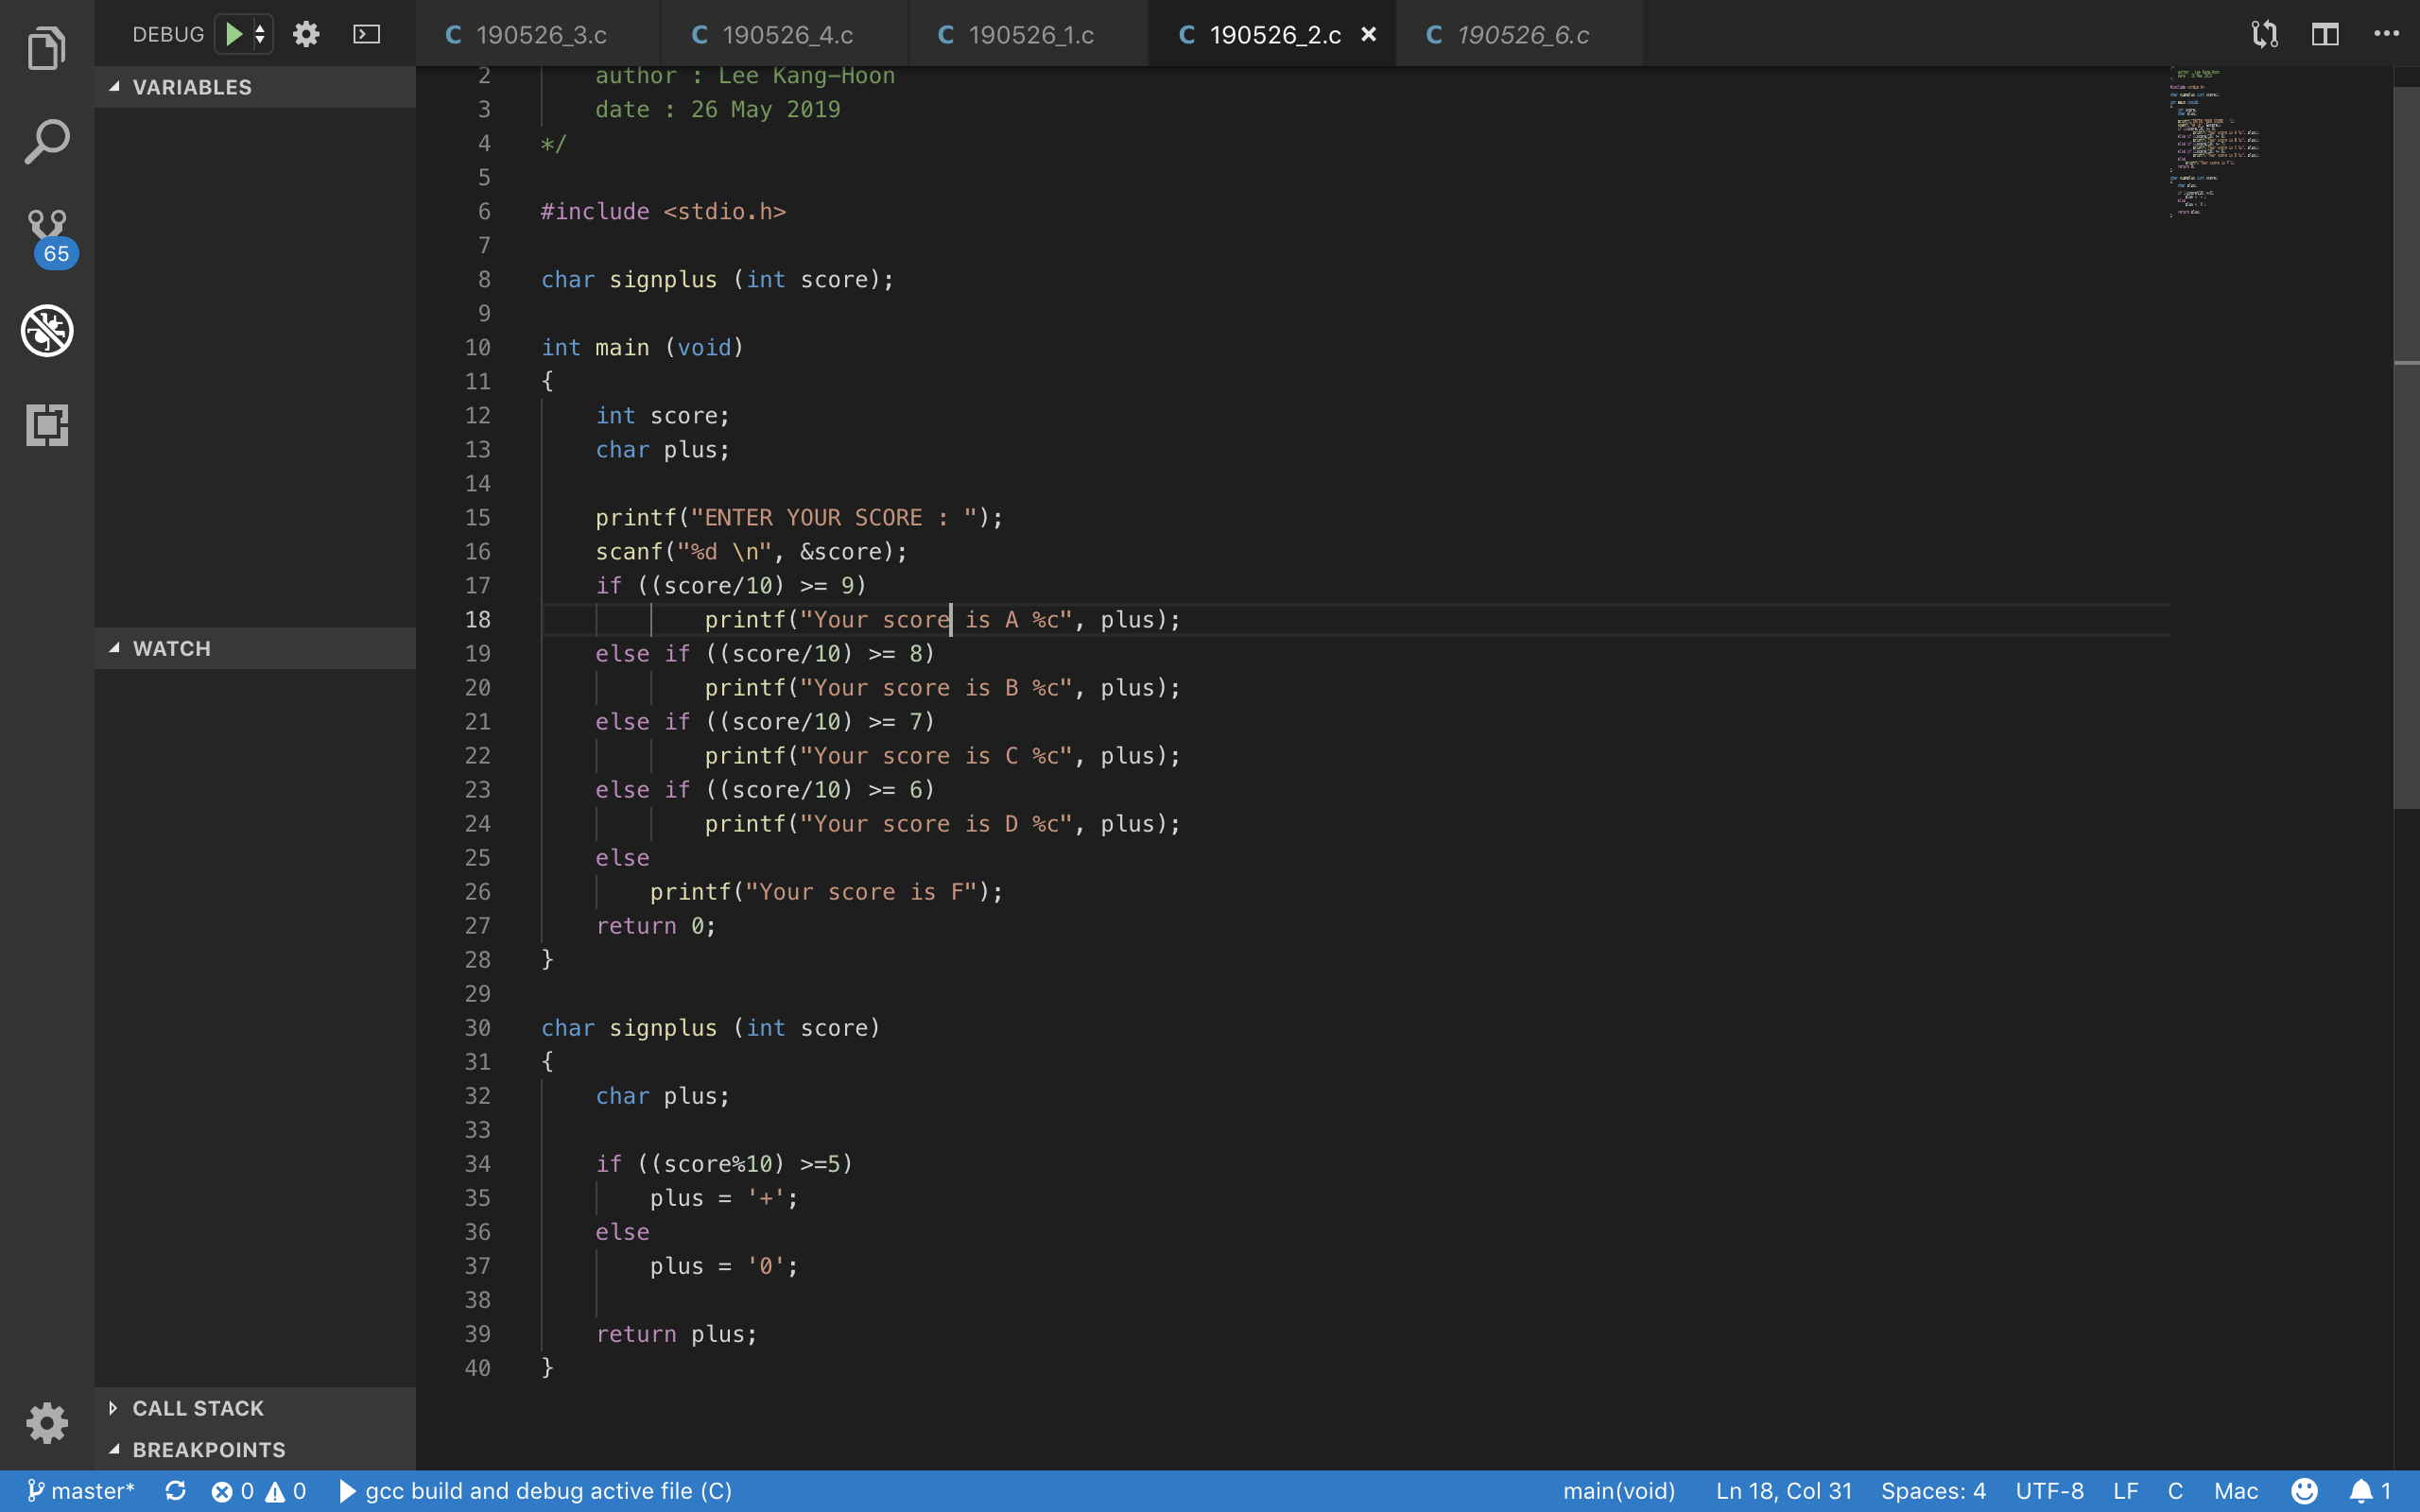 DEBUG
190526_3.c
190526_4.c
190526_1.c
190526_2.c
190526_6.c
VARIABLES
65
WATCH
CALL STACK
BREAKPOINTS
2 author : Lee Kang-Hoon
3 date : 26 May 2019
4 */
5
6 #include <stdio.h>
7
8 char signplus (int score);
9
10 int main (void)
11 {
12 int score;
13 char plus;
14
15 printf("ENTER YOUR SCORE : ");
16 scanf("%d \n", &score);
17 if ((score/10) >= 9)
18 printf("Your score is A %c", plus);
19 else if ((score/10) >= 8)
20 printf("Your score is B %c", plus);
21 else if ((score/10) >= 7)
22 printf("Your score is C %c", plus);
23 else if ((score/10) >= 6)
24 printf("Your score is D %c", plus);
25 else
26 printf("Your score is F");
27 return 0;
28 }
29
30 char signplus (int score)
31 {
32 char plus;
33
34 if ((score%10) >=5)
35 plus = '+';
36 else
37 plus = '0';
38
39 return plus;
40 }
master* 0 0 gcc build and debug active file (C) main(void) Ln 18, Col 31 Spaces: 4 UTF-8 LF C Mac 1